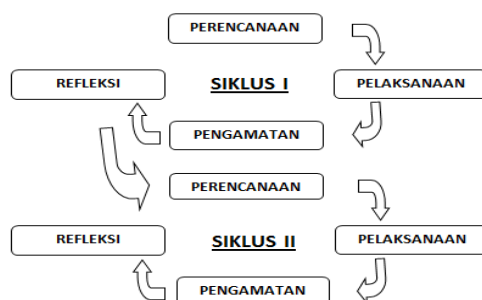 PERENCANAAN
REFLEKSI
SIKLUS I
PELAKSANAAN
PENGAMATAN
PERENCANAAN
REFLEKSI
SIKLUS II
PELAKSANAAN
PENGAMATAN